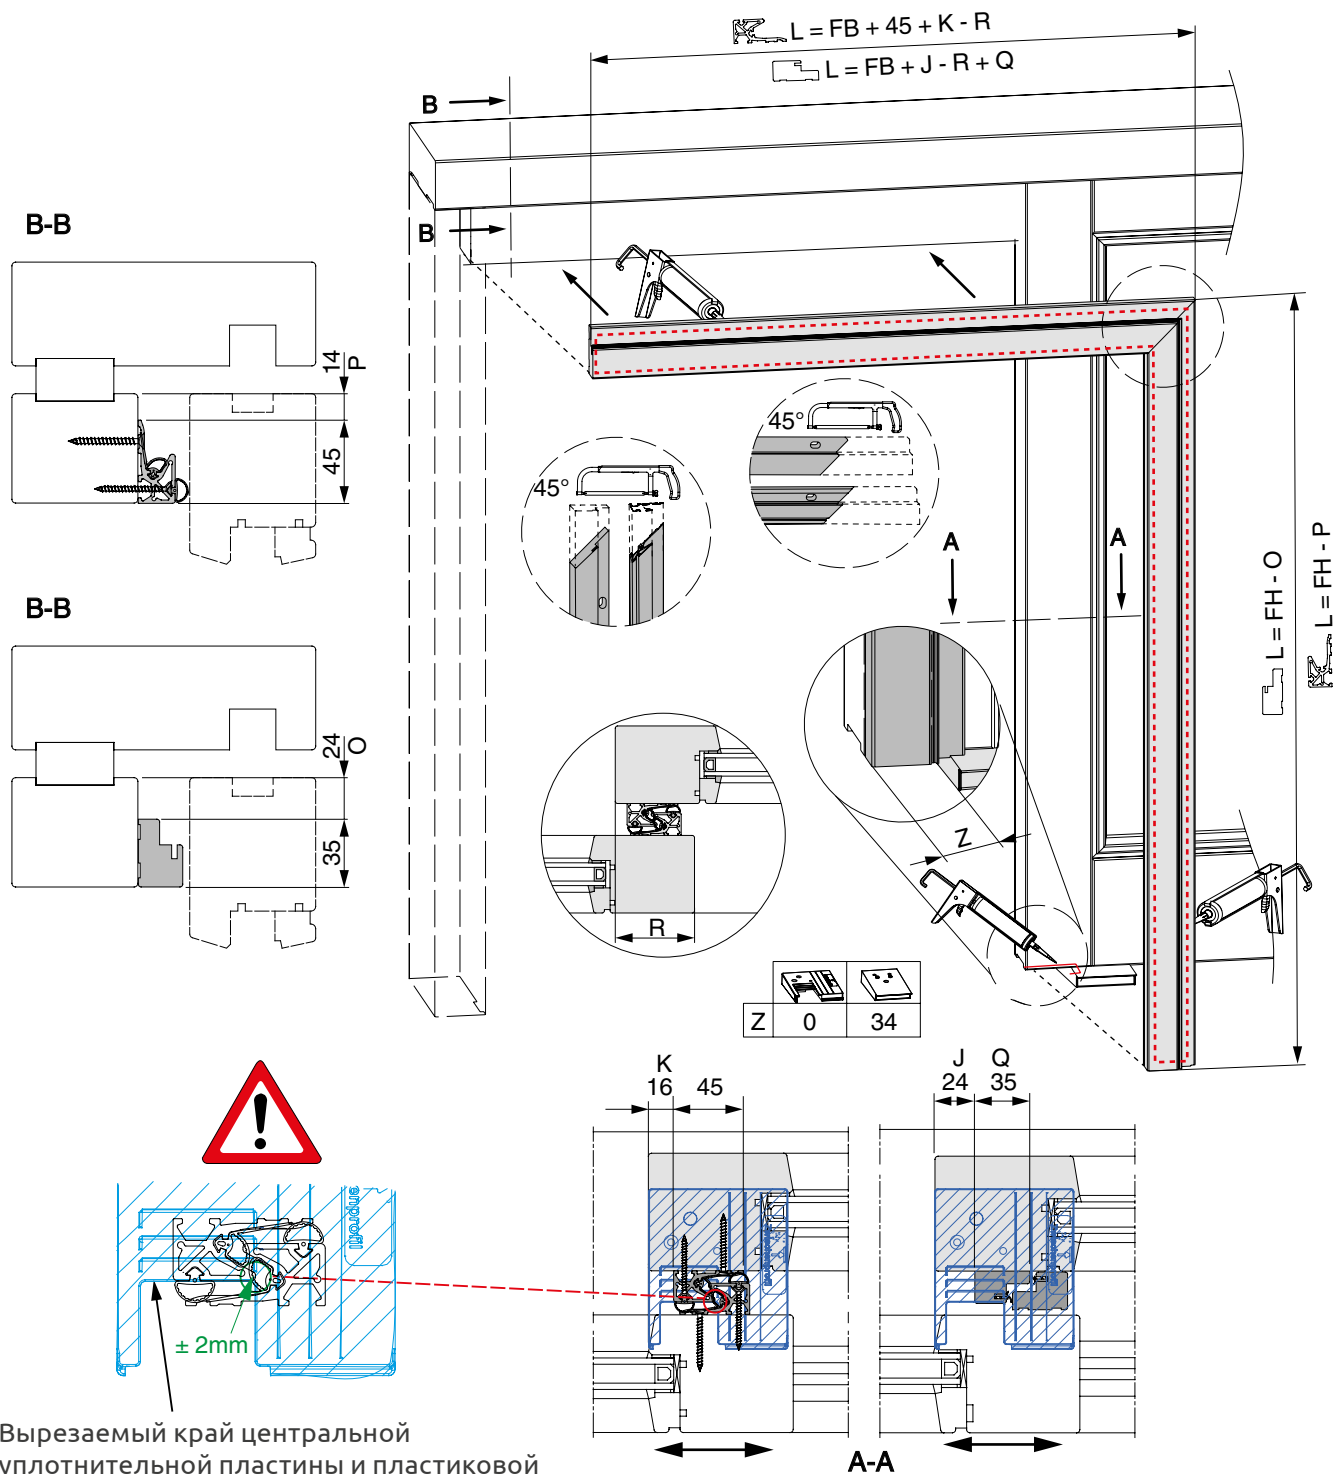 L = FB + 45 + K - R
L = FB + J - R + Q
B
B
B-B
14
P
45
45°
45°
A
A
L = FH - O
L = FH - P
B-B
24
O
35
Z
R
Z 0 34
K
16 45
J Q
24 35
enprofil
± 2mm
Вырезаемый край центральной
уплотнительной пластины и пластиковой
A-A